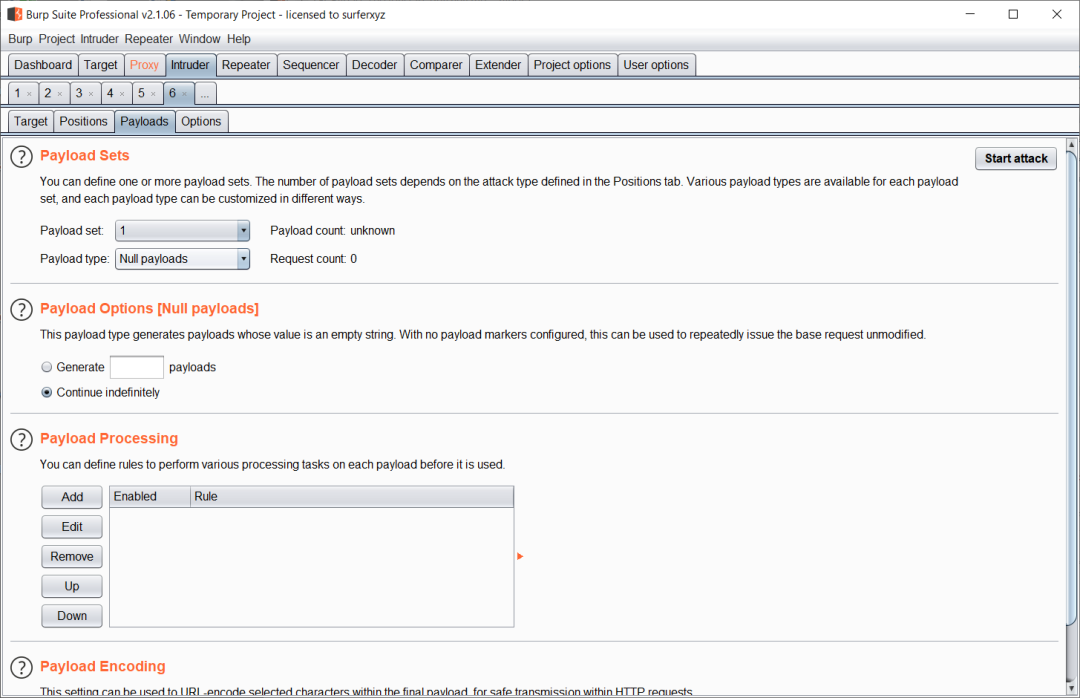 Burp Suite Professional v2.1.06 - Temporary Project - licensed to surferxyz
Burp Project Intruder Repeater Window Help
Dashboard Target Proxy Intruder Repeater Sequencer Decoder Comparer Extender Project options User options
1 × 2 × 3 × 4 × 5 × 6 × ...
Target Positions Payloads Options
? Payload Sets
Start attack
You can define one or more payload sets. The number of payload sets depends on the attack type defined in the Positions tab. Various payload types are available for each payload
set, and each payload type can be customized in different ways.
Payload set: 1 Payload count: unknown
Payload type: Null payloads Request count: 0
? Payload Options [Null payloads]
This payload type generates payloads whose value is an empty string. With no payload markers configured, this can be used to repeatedly issue the base request unmodified.
Generate payloads
Continue indefinitely
? Payload Processing
You can define rules to perform various processing tasks on each payload before it is used.
Add Enabled Rule
Edit
Remove
Up
Down
? Payload Encoding
This setting can be used to URL-encode selected characters within the final payload, for safe transmission within HTTP requests.